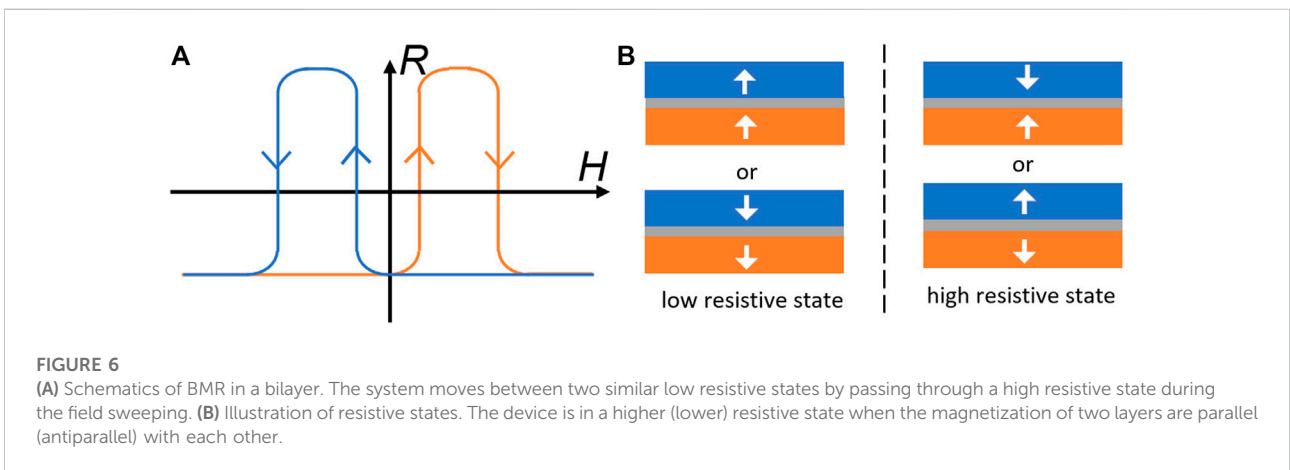 A
R
H
B
or
or
low resistive state
high resistive state
FIGURE 6
(A) Schematics of BMR in a bilayer. The system moves between two similar low resistive states by passing through a high resistive state during
the field sweeping. (B) Illustration of resistive states. The device is in a higher (lower) resistive state when the magnetization of two layers are parallel
(antiparallel) with each other.